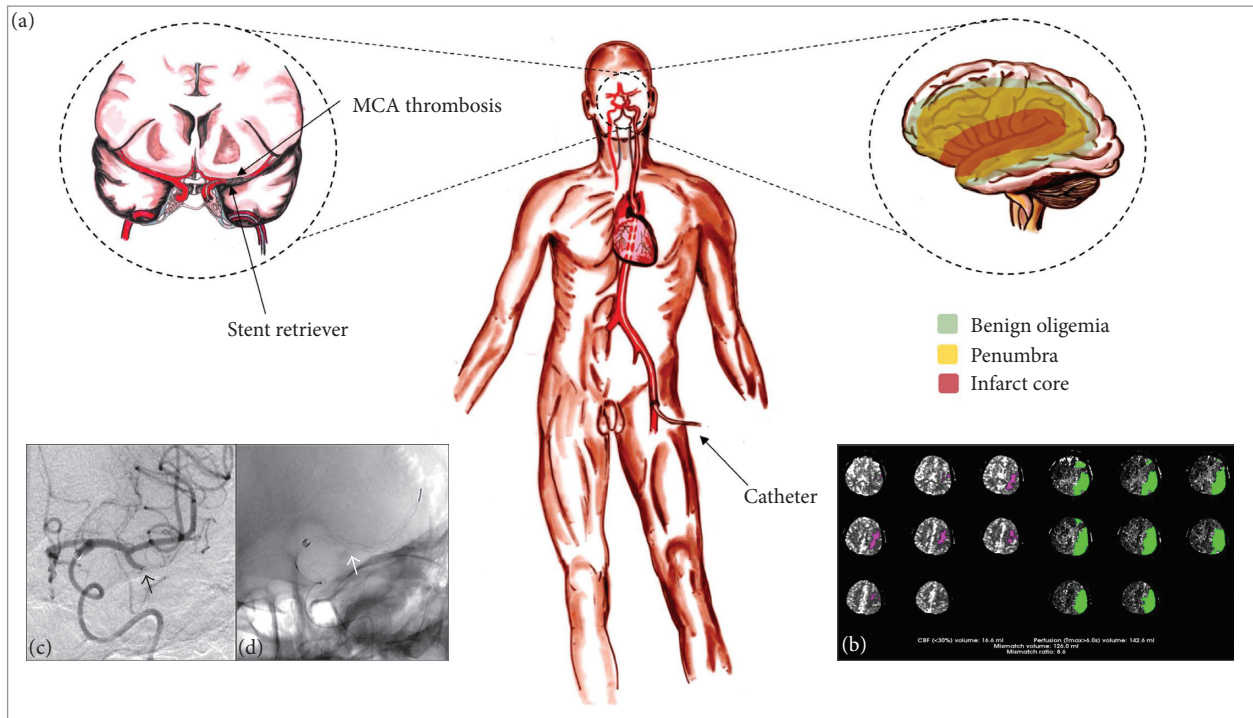 (a)
MCA thrombosis
Stent retriever
Benign oligemia
Penumbra
Infarct core
Catheter
(c)
(d)
(b)
CBF (<30%) volume: 16.6 ml Perfusion (Tmax>6.0s) volume: 142.6 ml
Mismatch volume: 126.0 ml
Mismatch ratio: 8.6